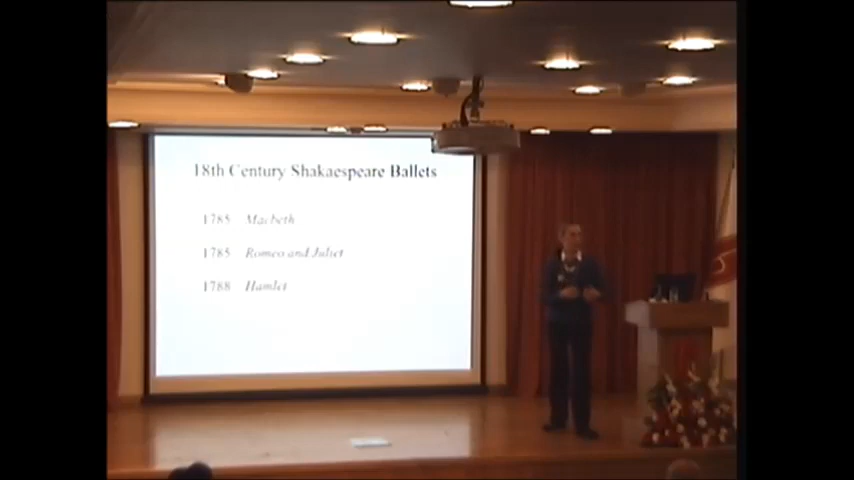 18th Century Shakaespeare Ballets
1785 Macbeth
1785 Romeo and Juliet
1788 Hamlet